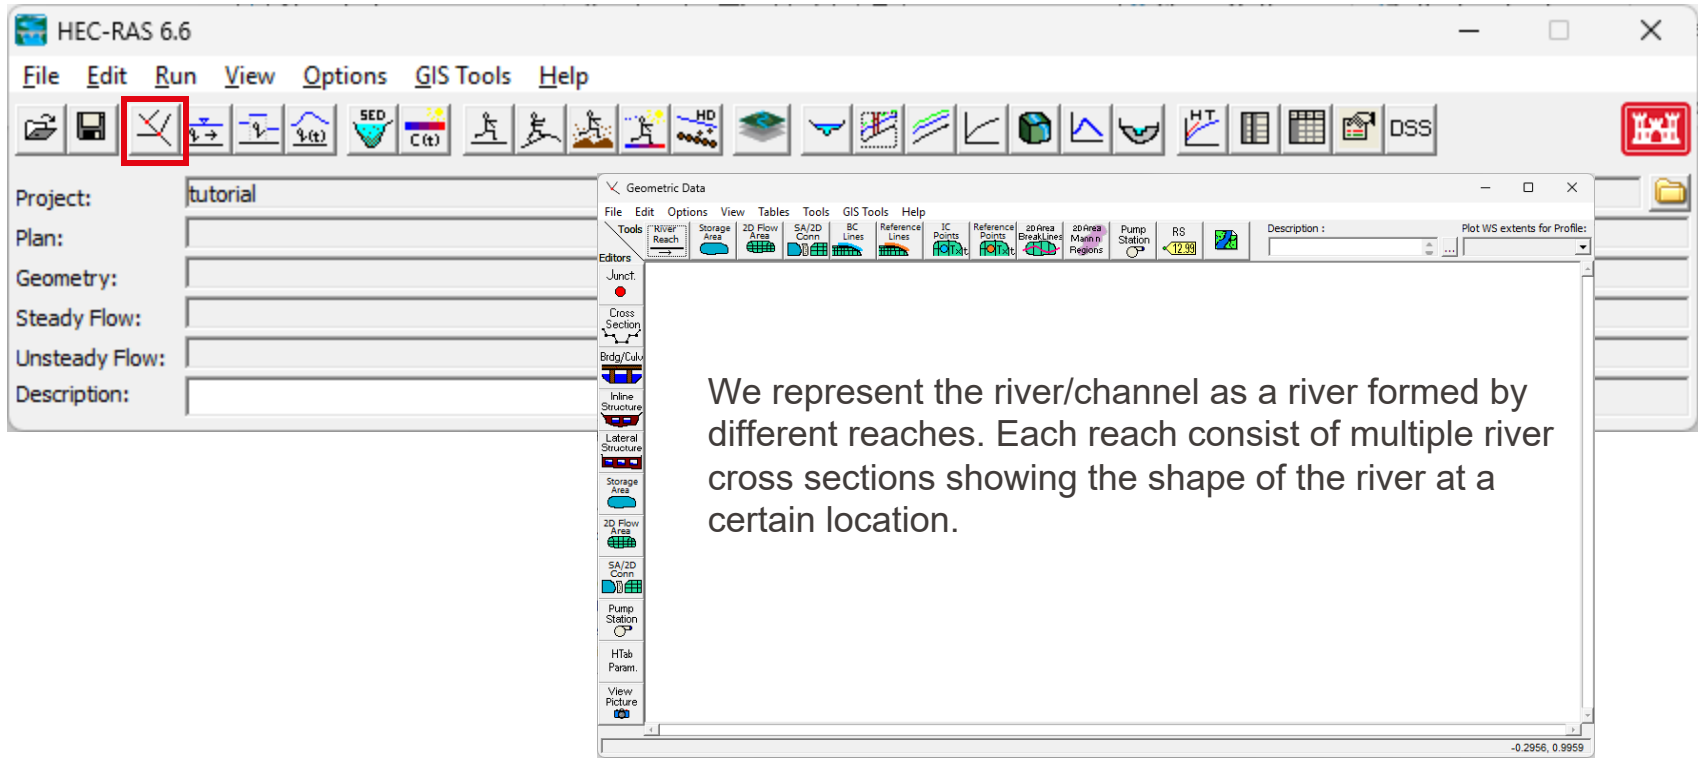 HEC-RAS 6.6
File Edit Run View Options GIS Tools Help
SED
C(t)
HD
HT
DSS
Project: tutorial
Plan:
Geometry:
Steady Flow:
Unsteady Flow:
Description:
Geometric Data
File Edit Options View Tables Tools GIS Tools Help
Tools
Editors
River
Reach
Storage
Area
2D Flow
Area
SA/2D
Conn
BC
Lines
Reference
Lines
IC
Points
Reference
Points
2D Area
BreakLines
2D Area
Regions
Pump
Station
RS
12.99
Description :
...
Plot WS extents for Profile:
Junct.
Cross
Section
Brdg/Culv
Inline
Structure
Lateral
Structure
Storage
Area
2D Flow
Area
SA/2D
Conn
Pump
Station
HTab
Param.
View
Picture
We represent the river/channel as a river formed by
different reaches. Each reach consist of multiple river
cross sections showing the shape of the river at a
certain location.
-0.2956, 0.9959